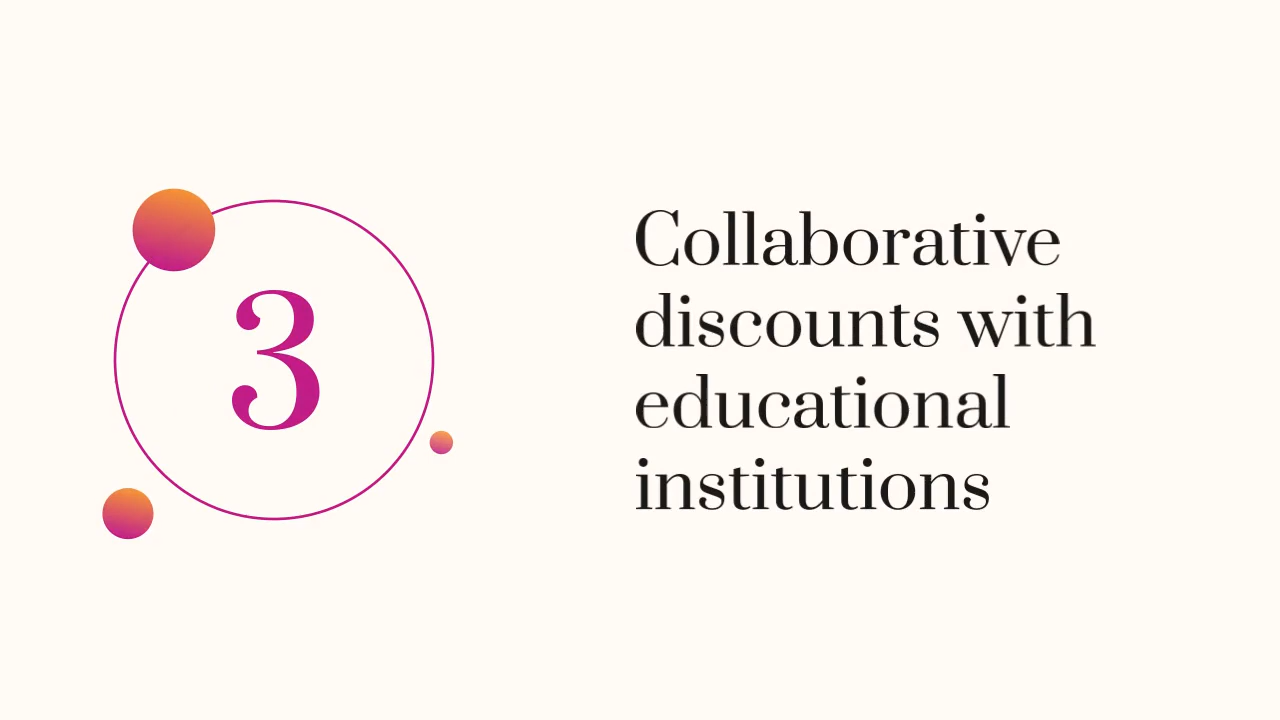 3
Collaborative
discounts with
educational
institutions